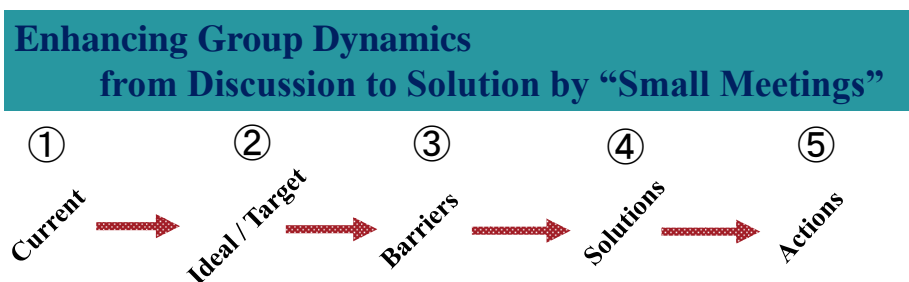 Enhancing Group Dynamics
from Discussion to Solution by “Small Meetings”
① ② ③ ④ ⑤
Current Ideal / Target Barriers Solutions Actions